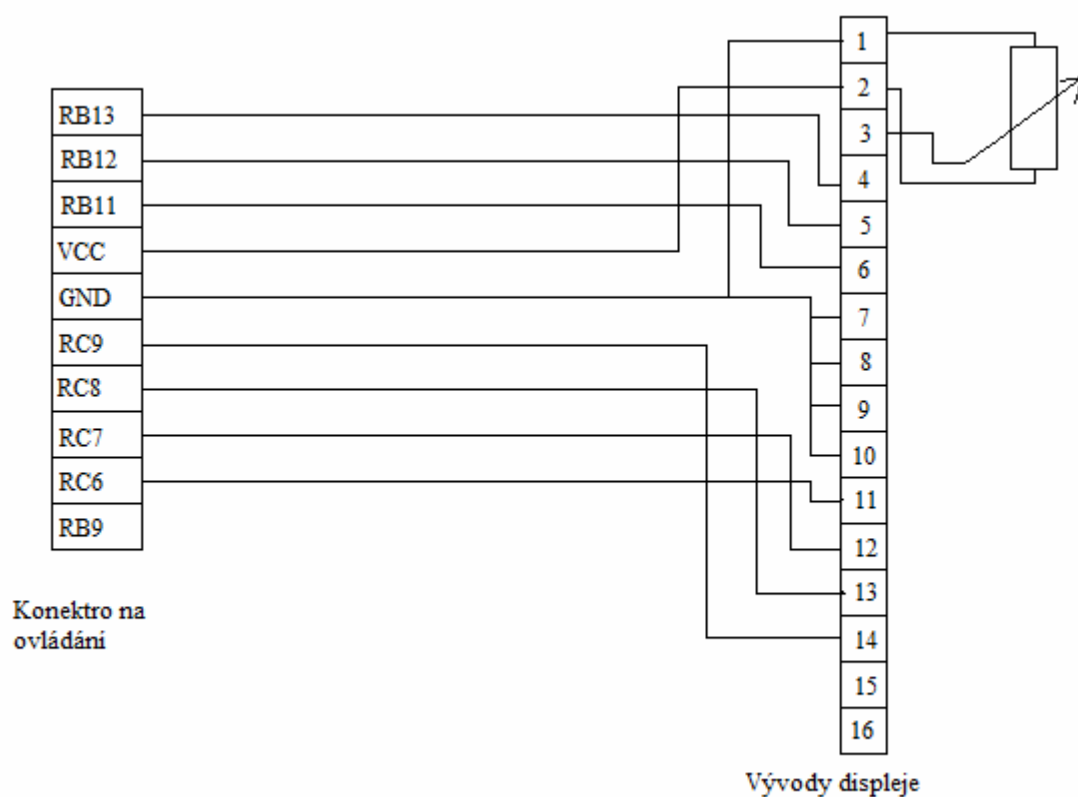 RB13
RB12
RB11
VCC
GND
RC9
RC8
RC7
RC6
RB9
Konektro na
ovládání
1
2
3
4
5
6
7
8
9
10
11
12
13
14
15
16
Vývody displeje